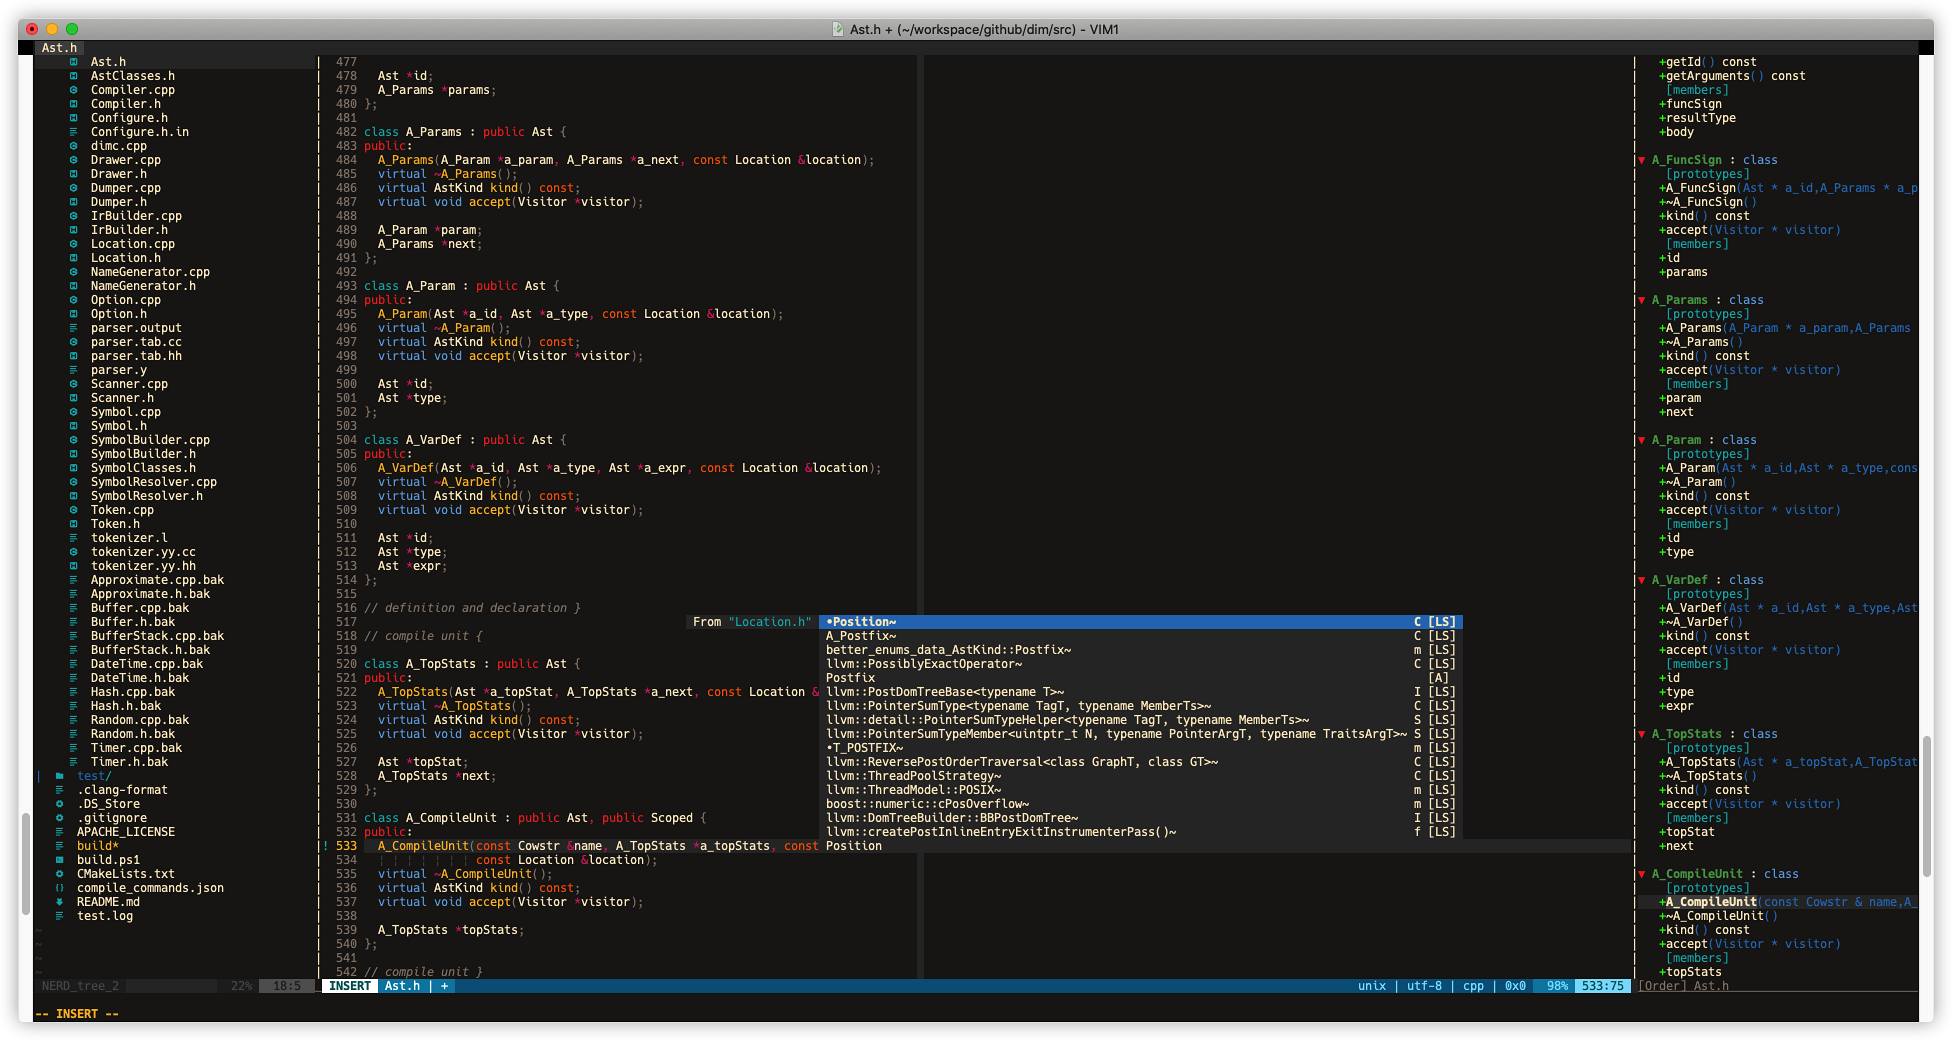 Ast.h + (~/workspace/github/dim/src) - VIM1
Ast.h
Ast.h
AstClasses.h
Compiler.cpp
Compiler.h
Configure.h
Configure.h.in
dimc.cpp
Drawer.cpp
Drawer.h
Dumper.cpp
Dumper.h
IrBuilder.cpp
IrBuilder.h
Location.cpp
Location.h
NameGenerator.cpp
NameGenerator.h
Option.cpp
Option.h
parser.output
parser.tab.cc
parser.tab.hh
parser.y
Scanner.cpp
Scanner.h
Symbol.cpp
Symbol.h
SymbolBuilder.cpp
SymbolBuilder.h
SymbolClasses.h
SymbolResolver.cpp
SymbolResolver.h
Token.cpp
Token.h
tokenizer.l
tokenizer.yy.cc
tokenizer.yy.hh
Approximate.cpp.bak
Approximate.h.bak
Buffer.cpp.bak
Buffer.h.bak
BufferStack.cpp.bak
BufferStack.h.bak
DateTime.cpp.bak
DateTime.h.bak
Hash.cpp.bak
Hash.h.bak
Random.cpp.bak
Random.h.bak
Timer.cpp.bak
Timer.h.bak
test/
.clang-format
.DS_Store
.gitignore
APACHE_LICENSE
build*
build.ps1
CMakeLists.txt
compile_commands.json
README.md
test.log
~
~
~
~
NERD_tree_2 22% 18:5
477
478 Ast *id;
479 A_Params *params;
480 };
481
482 class A_Params : public Ast {
483 public:
484 A_Params(A_Param *a_param, A_Params *a_next, const Location &location);
485 virtual ~A_Params();
486 virtual AstKind kind() const;
487 virtual void accept(Visitor *visitor);
488
489 A_Param *param;
490 A_Params *next;
491 };
492
493 class A_Param : public Ast {
494 public:
495 A_Param(Ast *a_id, Ast *a_type, const Location &location);
496 virtual ~A_Param();
497 virtual AstKind kind() const;
498 virtual void accept(Visitor *visitor);
499
500 Ast *id;
501 Ast *type;
502 };
503
504 class A_VarDef : public Ast {
505 public:
506 A_VarDef(Ast *a_id, Ast *a_type, Ast *a_expr, const Location &location);
507 virtual ~A_VarDef();
508 virtual AstKind kind() const;
509 virtual void accept(Visitor *visitor);
510
511 Ast *id;
512 Ast *type;
513 Ast *expr;
514 };
515
516 // definition and declaration }
517
518 // compile unit {
519
520 class A_TopStats : public Ast {
521 public:
522 A_TopStats(Ast *a_topStat, A_TopStats *a_next, const Location &
523 virtual ~A_TopStats();
524 virtual AstKind kind() const;
525 virtual void accept(Visitor *visitor);
526
527 Ast *topStat;
528 A_TopStats *next;
529 };
530
531 class A_CompileUnit : public Ast, public Scoped {
532 public:
! 533 A_CompileUnit(const Cowstr &name, A_TopStats *a_topStats, const Position
534 ¦ ¦ ¦ ¦ ¦ ¦ ¦ const Location &location);
535 virtual ~A_CompileUnit();
536 virtual AstKind kind() const;
537 virtual void accept(Visitor *visitor);
538
539 A_TopStats *topStats;
540 };
541
542 // compile unit }
From "Location.h"
•Position~ C [LS]
A_Postfix~ C [LS]
better_enums_data_AstKind::Postfix~ m [LS]
llvm::PossiblyExactOperator~ C [LS]
Postfix [A]
llvm::PostDomTreeBase<typename T>~ I [LS]
llvm::PointerSumType<typename TagT, typename MemberTs>~ C [LS]
llvm::detail::PointerSumTypeHelper<typename TagT, typename MemberTs>~ S [LS]
llvm::PointerSumTypeMember<uintptr_t N, typename PointerArgT, typename TraitsArgT>~ S [LS]
•T_POSTFIX~ m [LS]
llvm::ReversePostOrderTraversal<class GraphT, class GT>~ C [LS]
llvm::ThreadPoolStrategy~ C [LS]
llvm::ThreadModel::POSIX~ m [LS]
boost::numeric::cPosOverflow~ m [LS]
llvm::DomTreeBuilder::BBPostDomTree~ I [LS]
llvm::createPostInlineEntryExitInstrumenterPass()~ f [LS]
INSERT Ast.h | + unix | utf-8 | cpp | 0x0 98% 533:75
+getId() const
+getArguments() const
[members]
+funcSign
+resultType
+body
▼ A_FuncSign : class
[prototypes]
+A_FuncSign(Ast * a_id,A_Params * a_p
+~A_FuncSign()
+kind() const
+accept(Visitor * visitor)
[members]
+id
+params
▼ A_Params : class
[prototypes]
+A_Params(A_Param * a_param,A_Params
+~A_Params()
+kind() const
+accept(Visitor * visitor)
[members]
+param
+next
▼ A_Param : class
[prototypes]
+A_Param(Ast * a_id,Ast * a_type,cons
+~A_Param()
+kind() const
+accept(Visitor * visitor)
[members]
+id
+type
▼ A_VarDef : class
[prototypes]
+A_VarDef(Ast * a_id,Ast * a_type,Ast
+~A_VarDef()
+kind() const
+accept(Visitor * visitor)
[members]
+id
+type
+expr
▼ A_TopStats : class
[prototypes]
+A_TopStats(Ast * a_topStat,A_TopStat
+~A_TopStats()
+kind() const
+accept(Visitor * visitor)
[members]
+topStat
+next
▼ A_CompileUnit : class
[prototypes]
+A_CompileUnit(const Cowstr & name,A_
+~A_CompileUnit()
+kind() const
+accept(Visitor * visitor)
[members]
+topStats
[Order] Ast.h
-- INSERT --